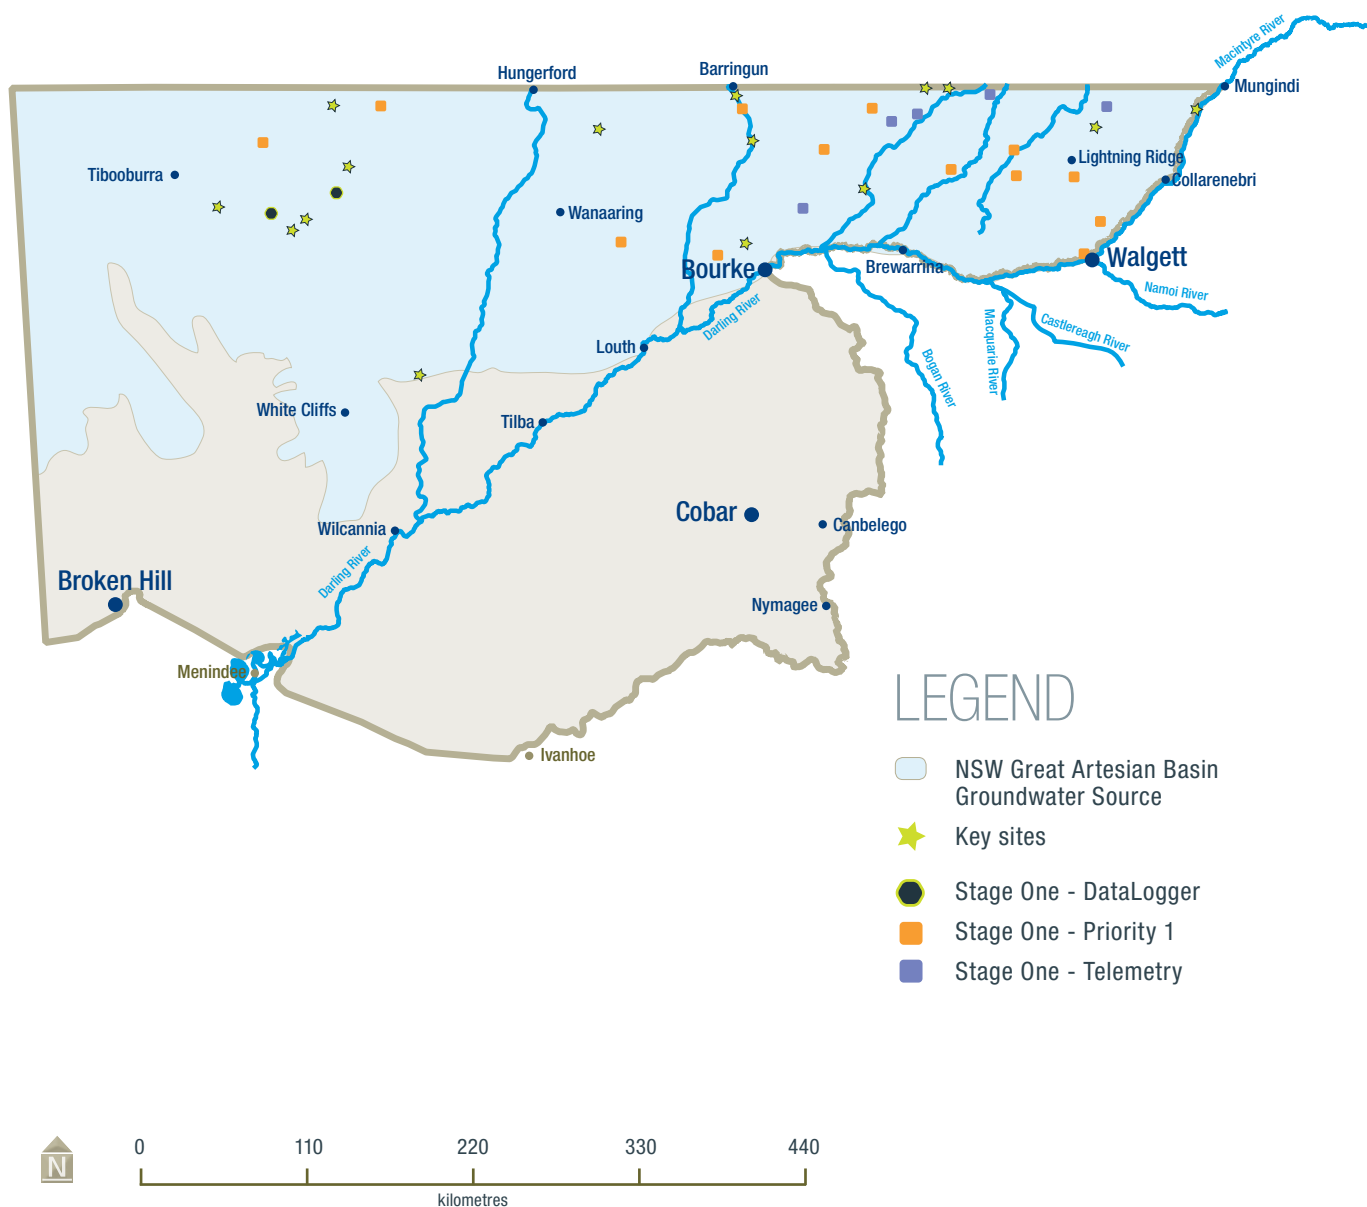 Macintyre River
Hungerford
Barringun
Mungindi
Tibooburra
Lightning Ridge
Collarenebri
Wanaaring
Bourke
Brewarrina
Walgett
Namoi River
Darling River
Louth
Castlereagh River
Macquarie River
Bogan River
White Cliffs
Tilba
Cobar
Canbelego
Wilcannia
Darling River
Broken Hill
Nymagee
Menindee
Ivanhoe
LEGEND
NSW Great Artesian Basin
Groundwater Source
Key sites
Stage One - DataLogger
Stage One - Priority 1
Stage One - Telemetry
N
0 110 220 330 440
kilometres